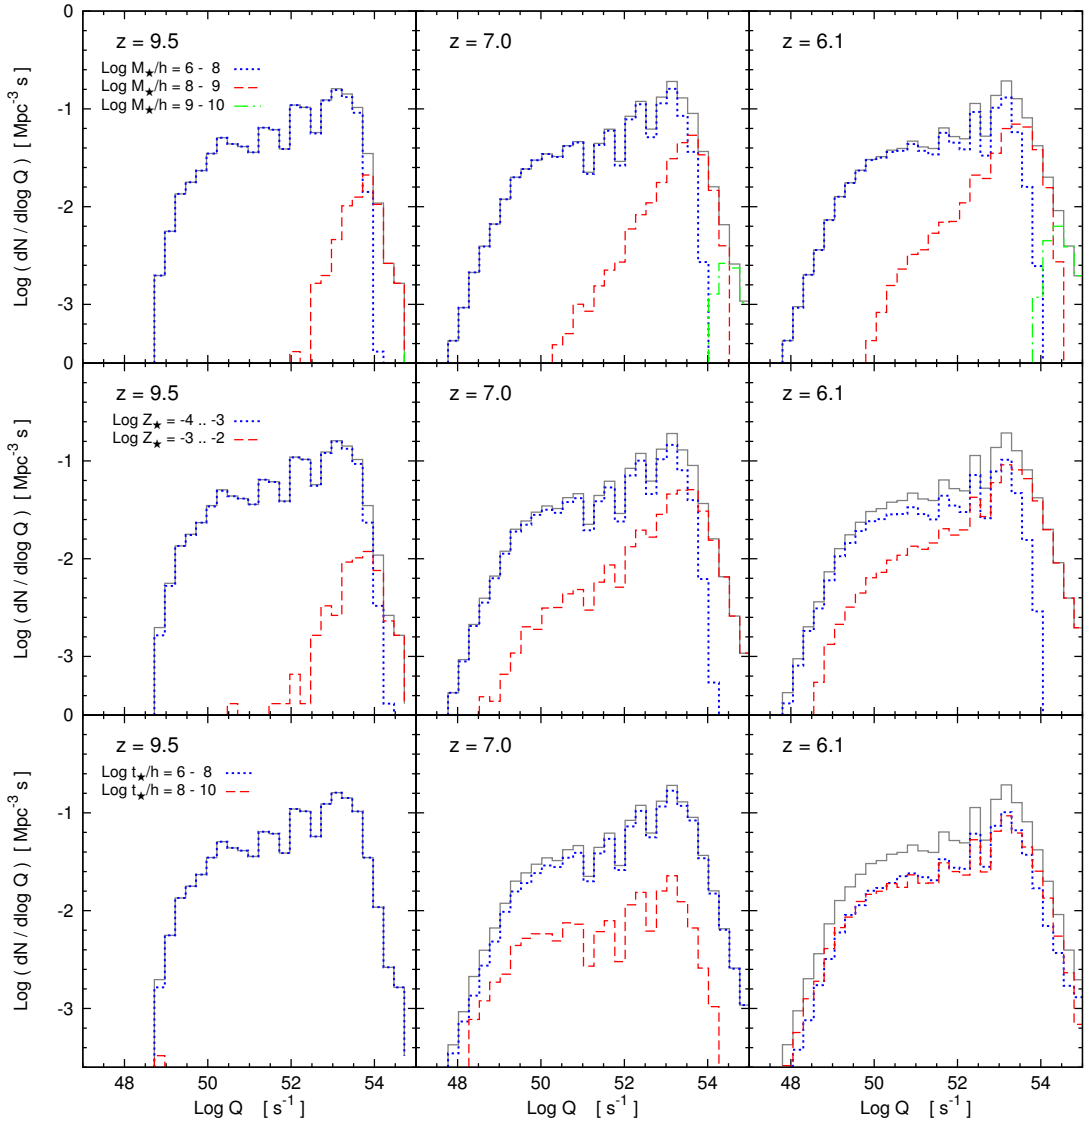 0
-1
-2
-3
Log ( dN / dlog Q ) [ Mpc⁻³ s ]
z = 9.5
Log M★/h = 6 - 8
Log M★/h = 8 - 9
Log M★/h = 9 - 10
z = 7.0
z = 6.1
0
-1
-2
-3
Log ( dN / dlog Q ) [ Mpc⁻³ s ]
z = 9.5
Log Z★ = -4 .. -3
Log Z★ = -3 .. -2
z = 7.0
z = 6.1
0
-1
-2
-3
Log ( dN / dlog Q ) [ Mpc⁻³ s ]
z = 9.5
Log t★/h = 6 - 8
Log t★/h = 8 - 10
z = 7.0
z = 6.1
48 50 52 54 48 50 52 54 48 50 52 54
Log Q [ s⁻¹ ] Log Q [ s⁻¹ ] Log Q [ s⁻¹ ]